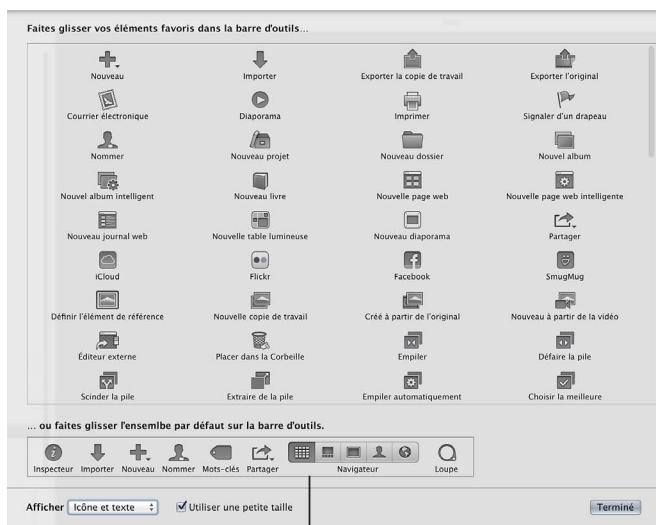 Faites glisser vos éléments favoris dans la barre d'outils...
Nouveau Importer Exporter la copie de travail Exporter l'original
Courrier électronique Diaporama Imprimer Signaler d'un drapeau
Nommer Nouveau projet Nouveau dossier Nouvel album
Nouvel album intelligent Nouveau livre Nouvelle page web Nouvelle page web intelligente
Nouveau journal web Nouvelle table lumineuse Nouveau diaporama Partager
iCloud Flickr Facebook SmugMug
Définir l'élément de référence Nouvelle copie de travail Créé à partir de l'original Nouveau à partir de la vidéo
Éditeur externe Placer dans la Corbeille Empiler Défaire la pile
Scinder la pile Extraire de la pile Empiler automatiquement Choisir la meilleure
... ou faites glisser l'ensemlbe par défaut sur la barre d'outils.
Inspecteur Importer Nouveau Nommer Mots-clés Partager Navigateur Loupe
Afficher Icône et texte Utiliser une petite taille Terminé